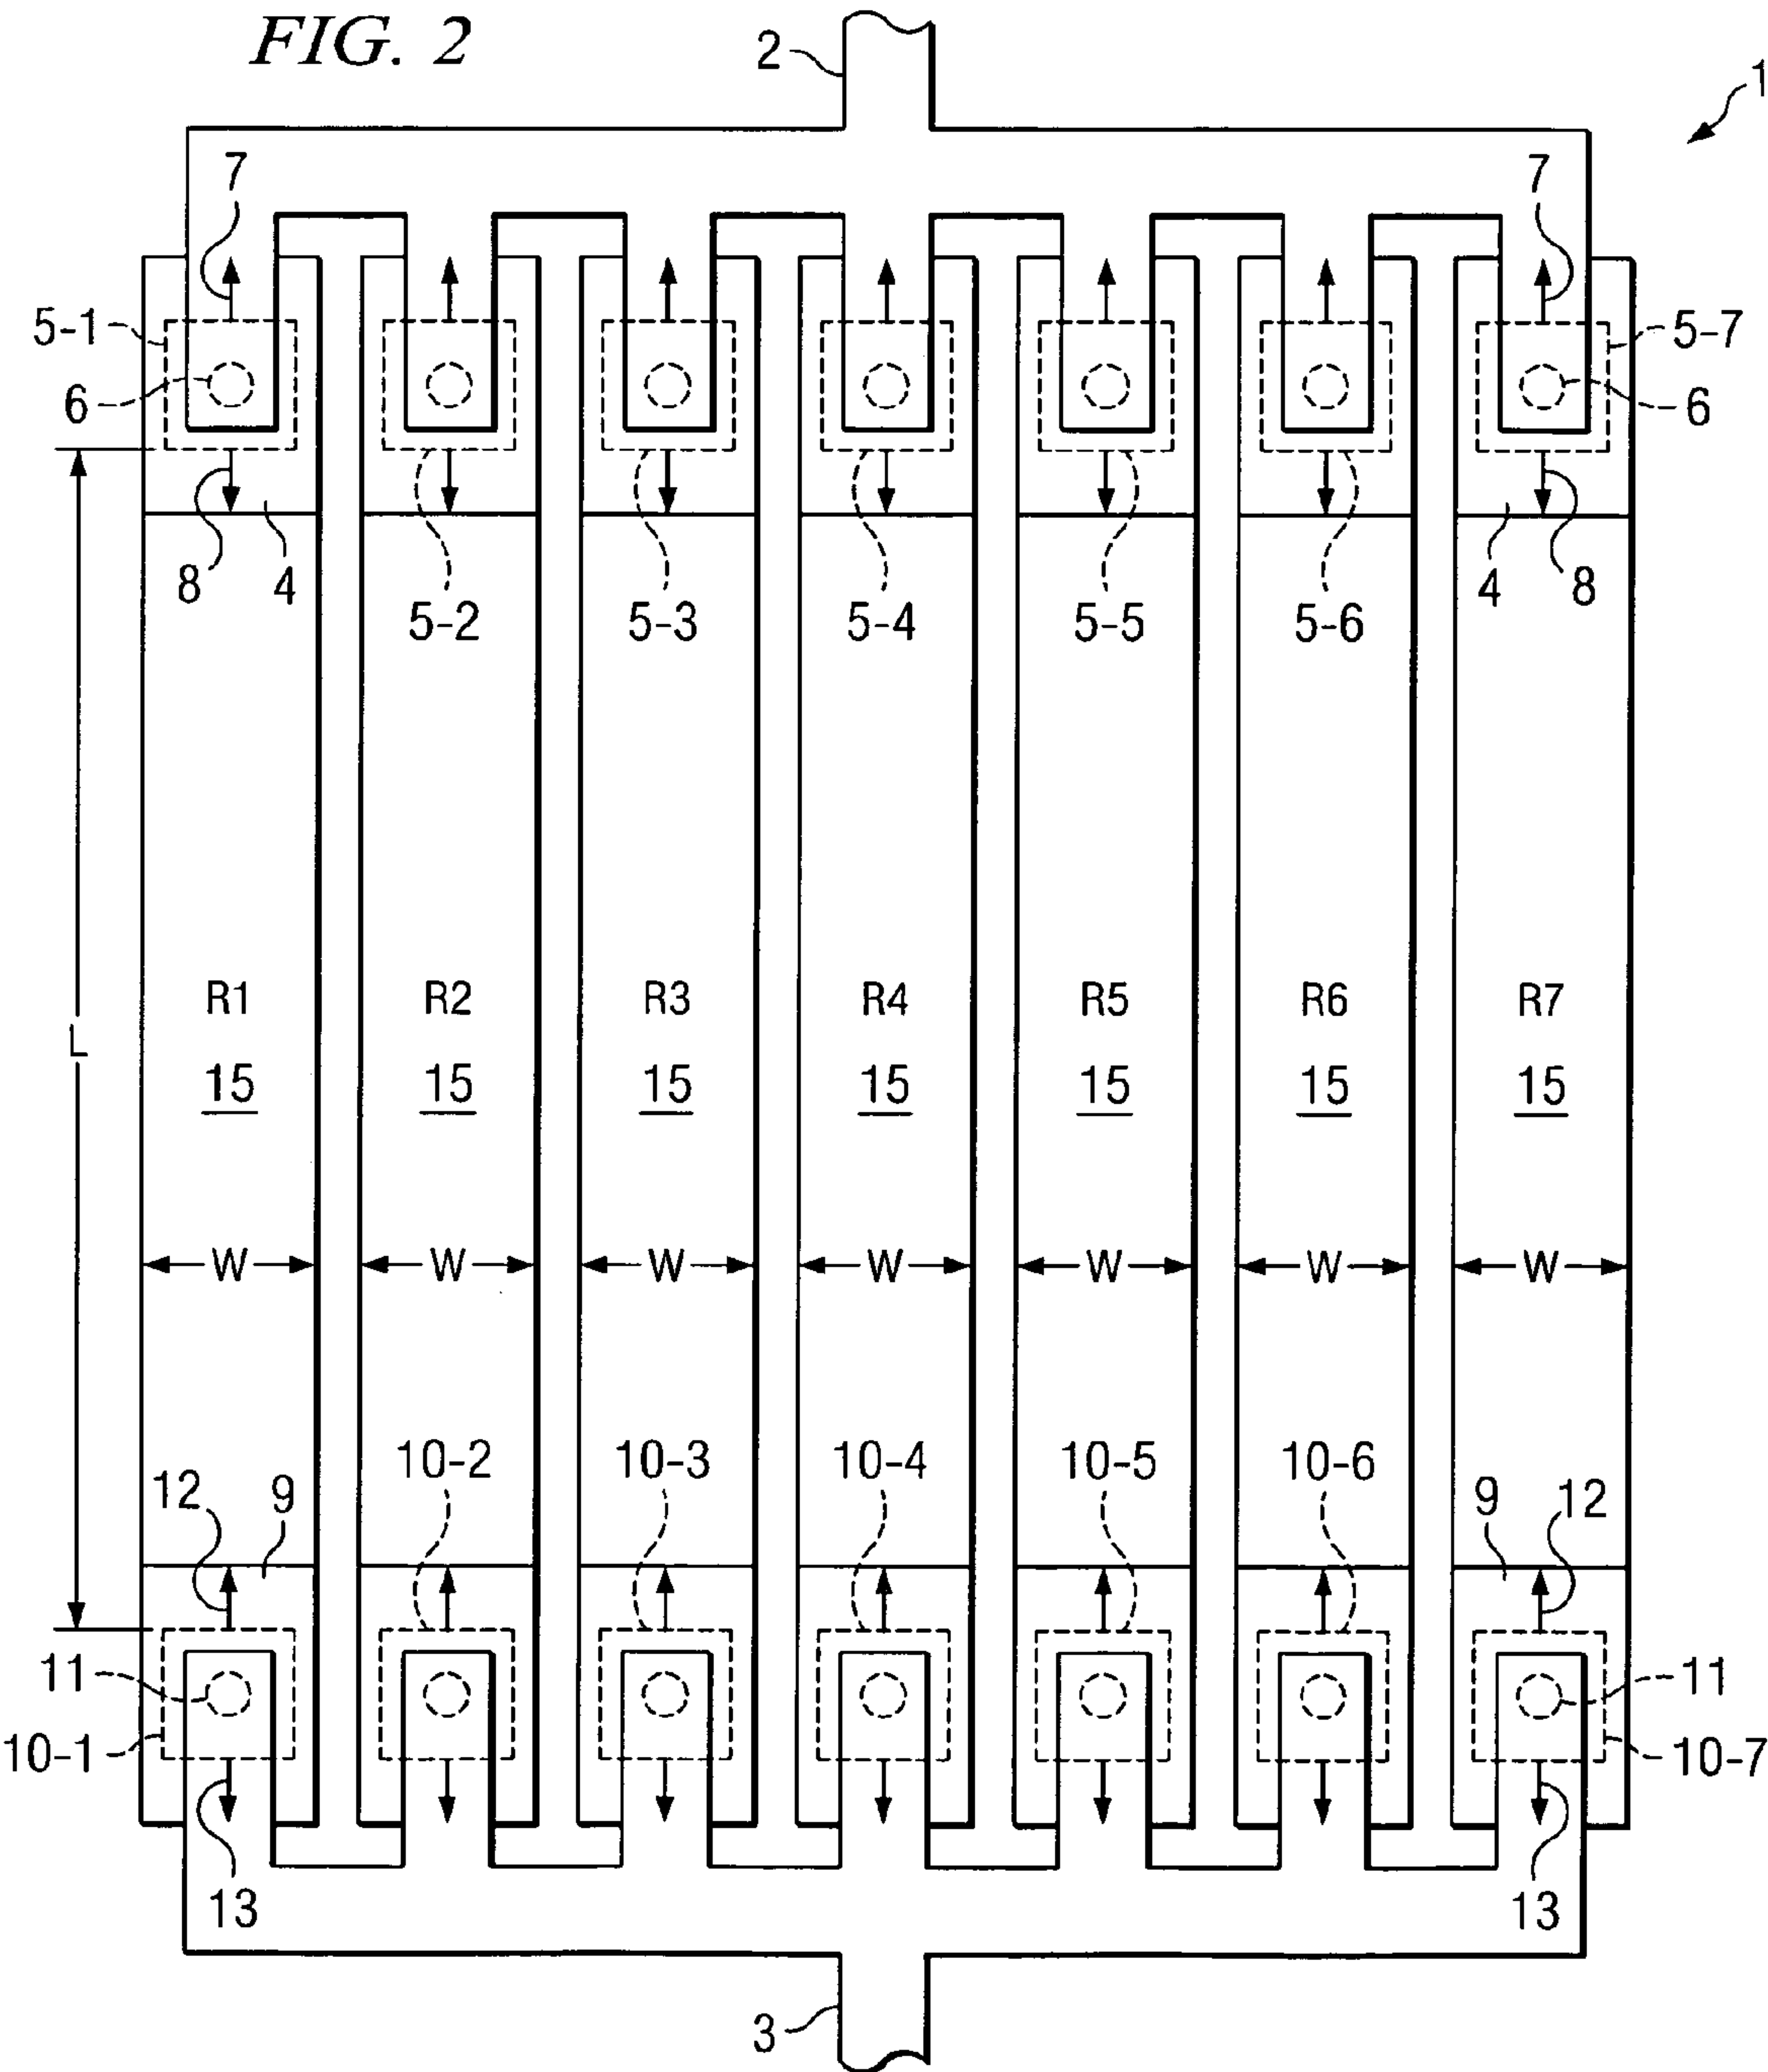 FIG. 2
2
1
7 7
5-1 5-7
6 6
8 4 4 8
5-2 5-3 5-4 5-5 5-6
R1 R2 R3 R4 R5 R6 R7
L
15 15 15 15 15 15 15
W W W W W W W
10-2 10-3 10-4 10-5 10-6
12 9 9 12
11 11
10-1 10-7
13 13
3